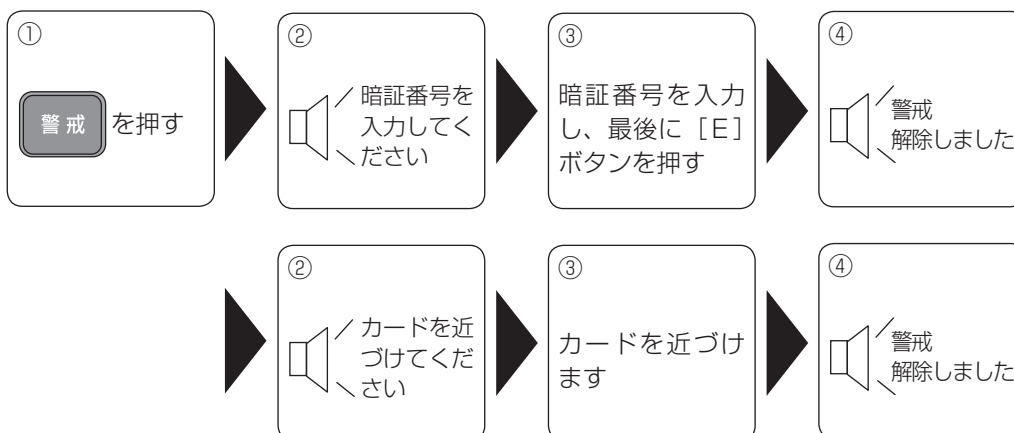 ①
警戒 を押す
②
暗証番号を
入力してく
ださい
③
暗証番号を入力
し、最後に［E］
ボタンを押す
④
警戒
解除しました
②
カードを近
づけてくだ
さい
③
カードを近づけ
ます
④
警戒
解除しました